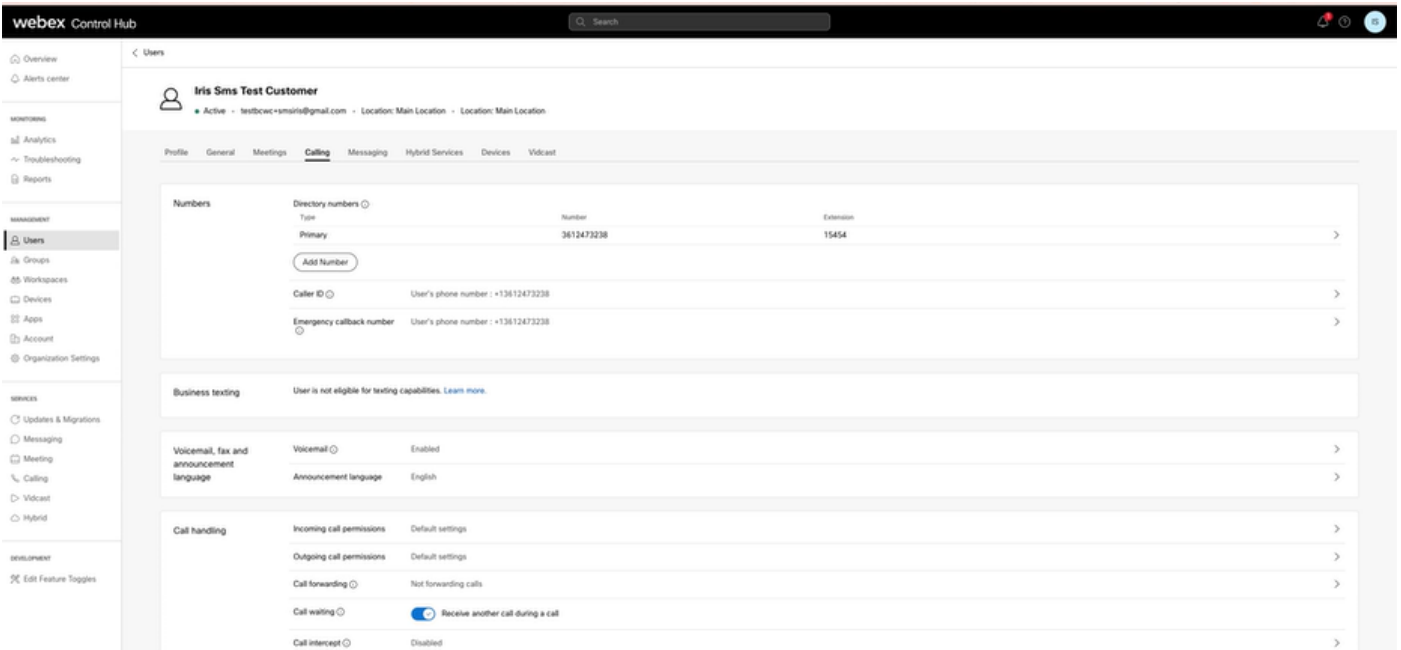 webex Control Hub
Search
1
IS
Overview
Alerts center
MONITORING
Analytics
Troubleshooting
Reports
MANAGEMENT
Users
Groups
Workspaces
Devices
Apps
Account
Organization Settings
SERVICES
Updates & Migrations
Messaging
Meeting
Calling
Vidcast
Hybrid
DEVELOPMENT
Edit Feature Toggles
Users
Iris Sms Test Customer
Active • testbcwc+smsiris@gmail.com • Location: Main Location • Location: Main Location
Profile General Meetings Calling Messaging Hybrid Services Devices Vidcast
Numbers
Directory numbers
Type Number Extension
Primary 3612473238 15454
Add Number
Caller ID User's phone number : +13612473238
Emergency callback number User's phone number : +13612473238
Business texting
User is not eligible for texting capabilities. Learn more.
Voicemail, fax and
announcement
language
Voicemail Enabled
Announcement language English
Call handling
Incoming call permissions Default settings
Outgoing call permissions Default settings
Call forwarding Not forwarding calls
Call waiting Receive another call during a call
Call intercept Disabled